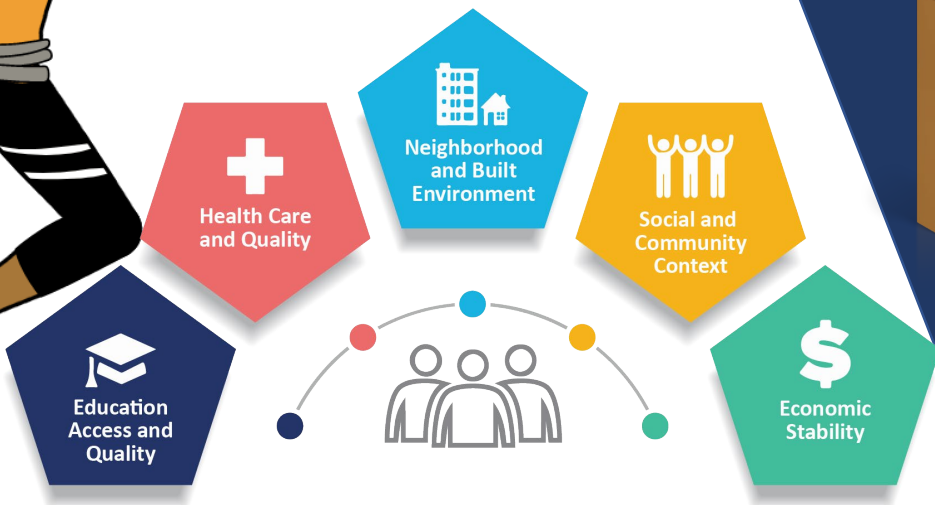 Neighborhood
and Built
Environment
Health Care
and Quality
Social and
Community
Context
Education
Access and
Quality
Economic
Stability